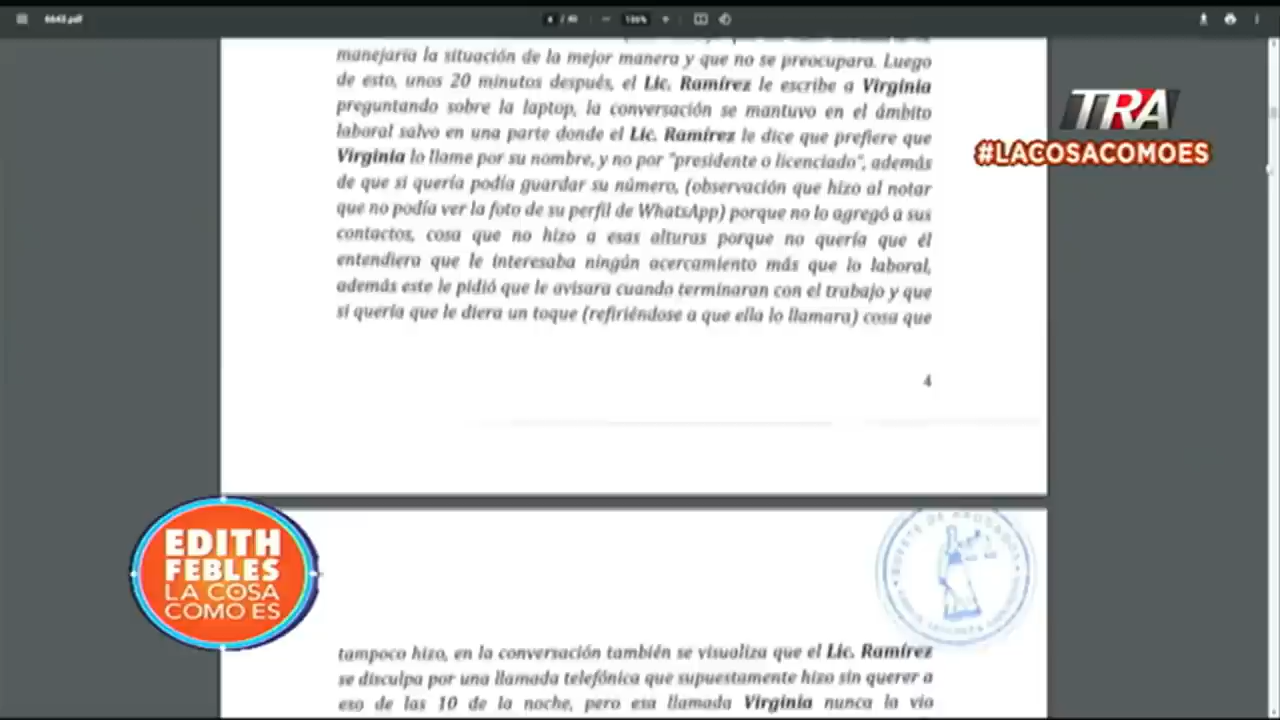 6643.pdf
4 / 40
TRA
#LACOSACOMOES
manejaría la situación de la mejor manera y que no se preocupara. Luego
de esto, unos 20 minutos después, el Lic. Ramírez le escribe a Virginia
preguntando sobre la laptop, la conversación se mantuvo en el ámbito
laboral salvo en una parte donde el Lic. Ramírez le dice que prefiere que
Virginia lo llame por su nombre, y no por "presidente o licenciado", además
de que si quería podía guardar su número, (observación que hizo al notar
que no podía ver la foto de su perfil de WhatsApp) porque no lo agregó a sus
contactos, cosa que no hizo a esas alturas porque no quería que él
entendiera que le interesaba ningún acercamiento más que lo laboral,
además este le pidió que le avisara cuando terminaran con el trabajo y que
si quería que le diera un toque (refiriéndose a que ella lo llamara) cosa que
4
EDITH
FEBLES
LA COSA
COMO ES
tampoco hizo, en la conversación también se visualiza que el Lic. Ramírez
se disculpa por una llamada telefónica que supuestamente hizo sin querer a
eso de las 10 de la noche, pero esa llamada Virginia nunca la vio